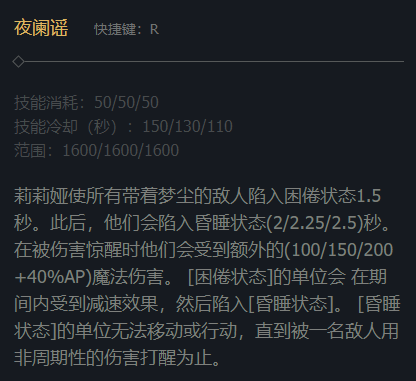 夜阑谣 快捷键：R
技能消耗：50/50/50
技能冷却（秒）：150/130/110
范围：1600/1600/1600
莉莉娅使所有带着梦尘的敌人陷入困倦状态1.5
秒。此后，他们会陷入昏睡状态(2/2.25/2.5)秒。
在被伤害惊醒时他们会受到额外的(100/150/200
+40%AP)魔法伤害。 [困倦状态]的单位会 在期
间内受到减速效果，然后陷入[昏睡状态]。 [昏睡
状态]的单位无法移动或行动，直到被一名敌人用
非周期性的伤害打醒为止。